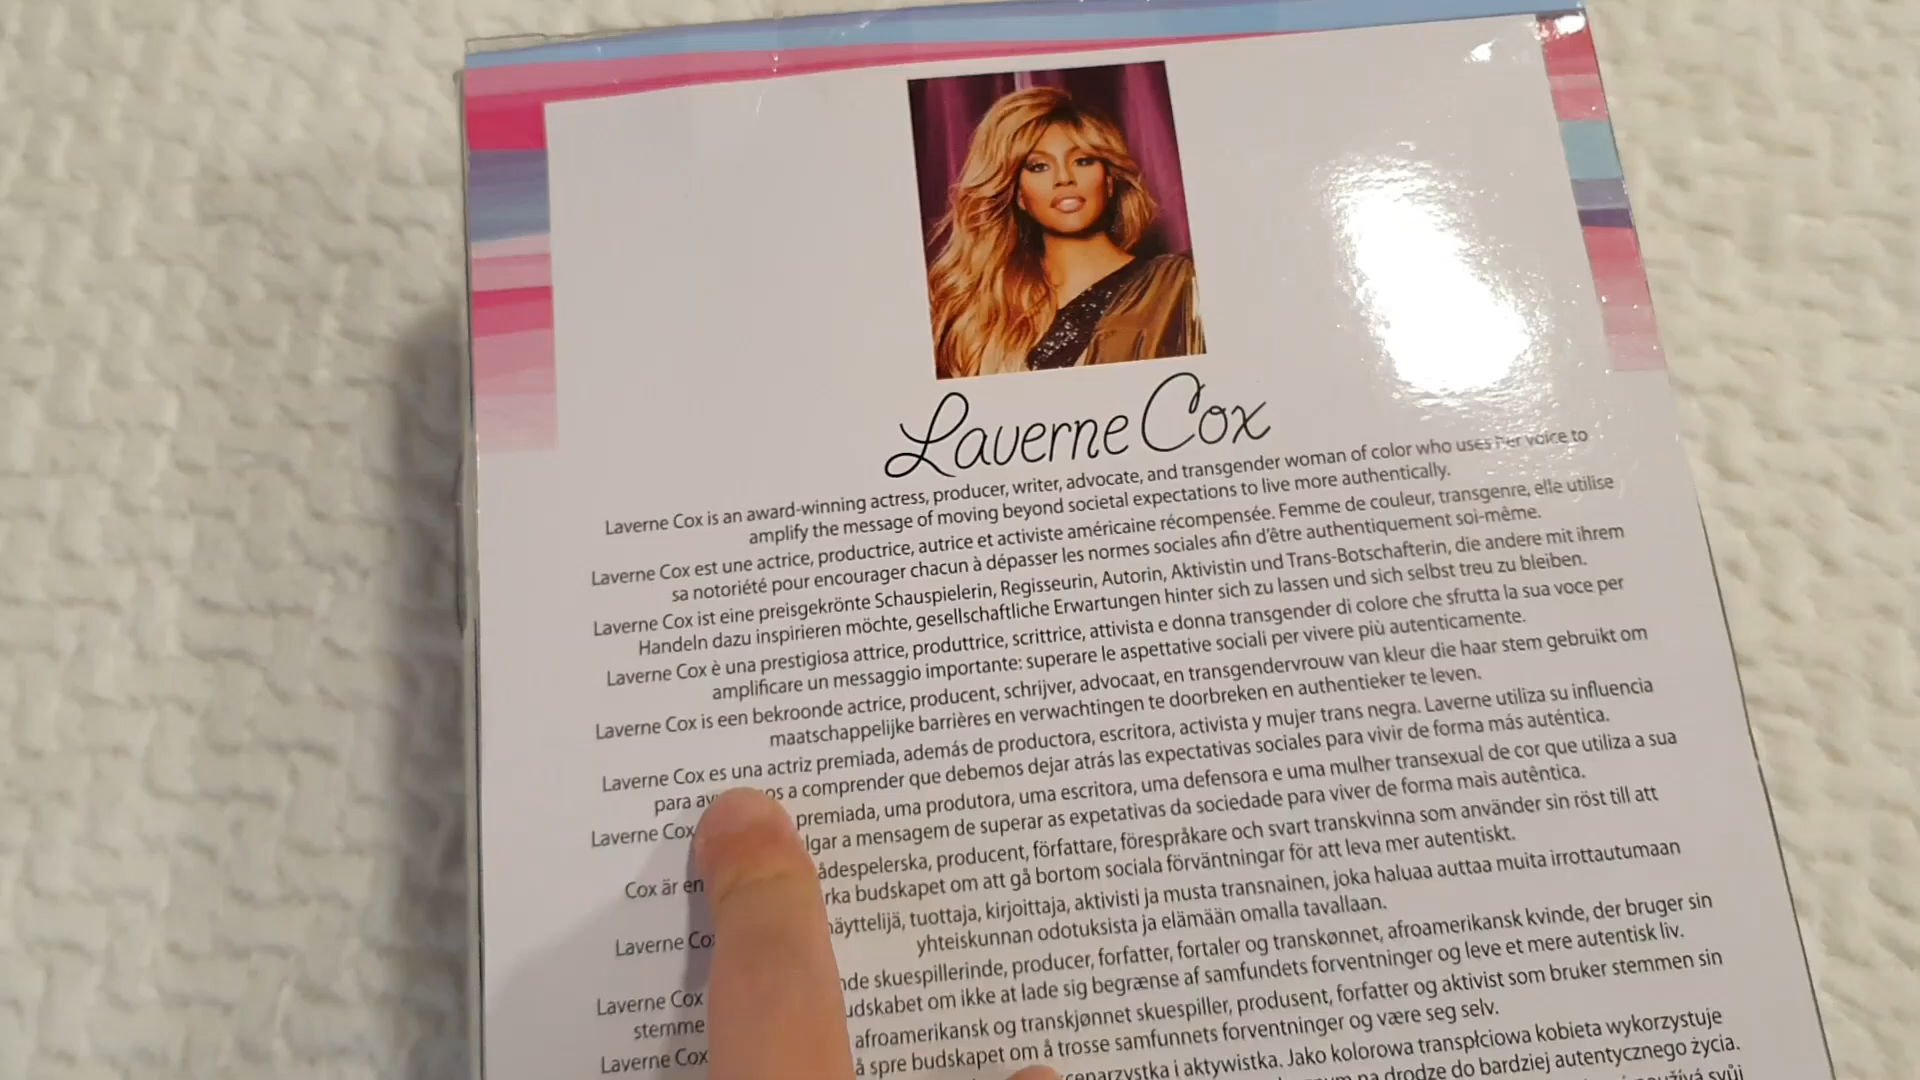 Laverne Cox
Laverne Cox is an award-winning actress, producer, writer, advocate, and transgender woman of color who uses her voice to
amplify the message of moving beyond societal expectations to live more authentically.
Laverne Cox est une actrice, productrice, autrice et activiste américaine récompensée. Femme de couleur, transgenre, elle utilise
sa notoriété pour encourager chacun à dépasser les normes sociales afin d'être authentiquement soi-même.
Laverne Cox ist eine preisgekrönte Schauspielerin, Regisseurin, Autorin, Aktivistin und Trans-Botschafterin, die andere mit ihrem
Handeln dazu inspirieren möchte, gesellschaftliche Erwartungen hinter sich zu lassen und sich selbst treu zu bleiben.
Laverne Cox è una prestigiosa attrice, produttrice, scrittrice, attivista e donna transgender di colore che sfrutta la sua voce per
amplificare un messaggio importante: superare le aspettative sociali per vivere più autenticamente.
Laverne Cox is een bekroonde actrice, producent, schrijver, advocaat, en transgendervrouw van kleur die haar stem gebruikt om
maatschappelijke barrières en verwachtingen te doorbreken en authentieker te leven.
Laverne Cox es una actriz premiada, además de productora, escritora, activista y mujer trans negra. Laverne utiliza su influencia
para a comprender que debemos dejar atrás las expectativas sociales para vivir de forma más auténtica.
Laverne Cox premiada, uma produtora, uma escritora, uma defensora e uma mulher transexual de cor que utiliza a sua
a mensagem de superar as expetativas da sociedade para viver de forma mais autêntica.
Cox är en producent, författare, förespråkare och svart transkvinna som använder sin röst till att
budskapet om att gå bortom sociala förväntningar för att leva mer autentiskt.
Laverne Cox näyttelijä, tuottaja, kirjoittaja, aktivisti ja musta transnainen, joka haluaa auttaa muita irrottautumaan
yhteiskunnan odotuksista ja elämään omalla tavallaan.
Laverne Cox skuespillerinde, producer, forfatter, fortaler og transkønnet, afroamerikansk kvinde, der bruger sin
stemme budskabet om ikke at lade sig begrænse af samfundets forventninger og leve et mere autentisk liv.
Laverne Cox afroamerikansk og transkjønnet skuespiller, produsent, forfatter og aktivist som bruker stemmen sin
å spre budskapet om å trosse samfunnets forventninger og være seg selv.
i aktywistka. Jako kolorowa transpłciowa kobieta wykorzystuje
na drodze do bardziej autentycznego życia.
svůj